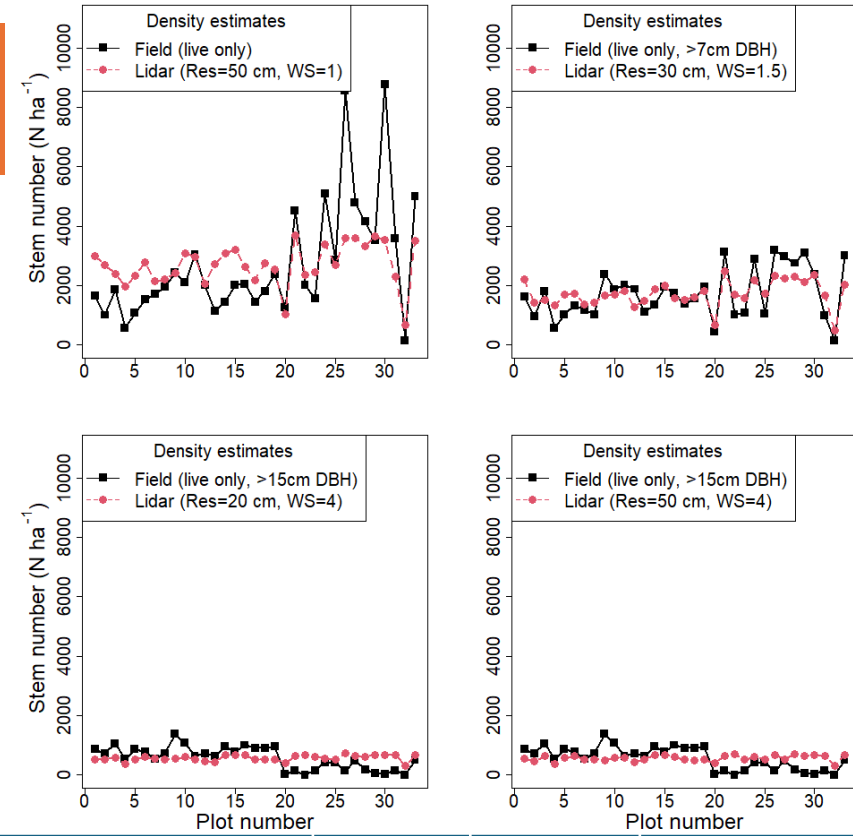 Density estimates
Field (live only)
Lidar (Res=50 cm, WS=1)
Stem number (N ha⁻¹)
0 2000 4000 6000 8000 10000
0 5 10 15 20 25 30
Density estimates
Field (live only, >7cm DBH)
Lidar (Res=30 cm, WS=1.5)
0 2000 4000 6000 8000 10000
0 5 10 15 20 25 30
Density estimates
Field (live only, >15cm DBH)
Lidar (Res=20 cm, WS=4)
Stem number (N ha⁻¹)
0 2000 4000 6000 8000 10000
0 5 10 15 20 25 30
Plot number
Density estimates
Field (live only, >15cm DBH)
Lidar (Res=50 cm, WS=4)
0 2000 4000 6000 8000 10000
0 5 10 15 20 25 30
Plot number